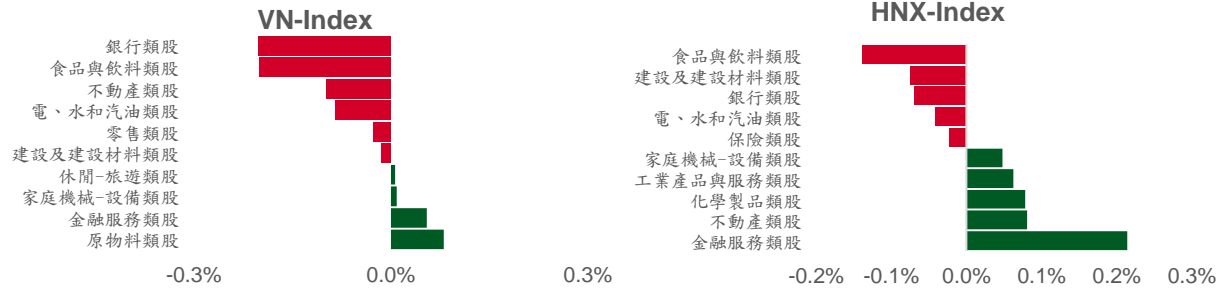 VN-Index
銀行類股
食品與飲料類股
不動產類股
電、水和汽油類股
零售類股
建設及建設材料類股
休閒-旅遊類股
家庭機械-設備類股
金融服務類股
原物料類股
-0.3%
0.0%
0.3%
HNX-Index
食品與飲料類股
建設及建設材料類股
銀行類股
電、水和汽油類股
保險類股
家庭機械-設備類股
工業產品與服務類股
化學製品類股
不動產類股
金融服務類股
-0.2%
-0.1%
0.0%
0.1%
0.2%
0.3%